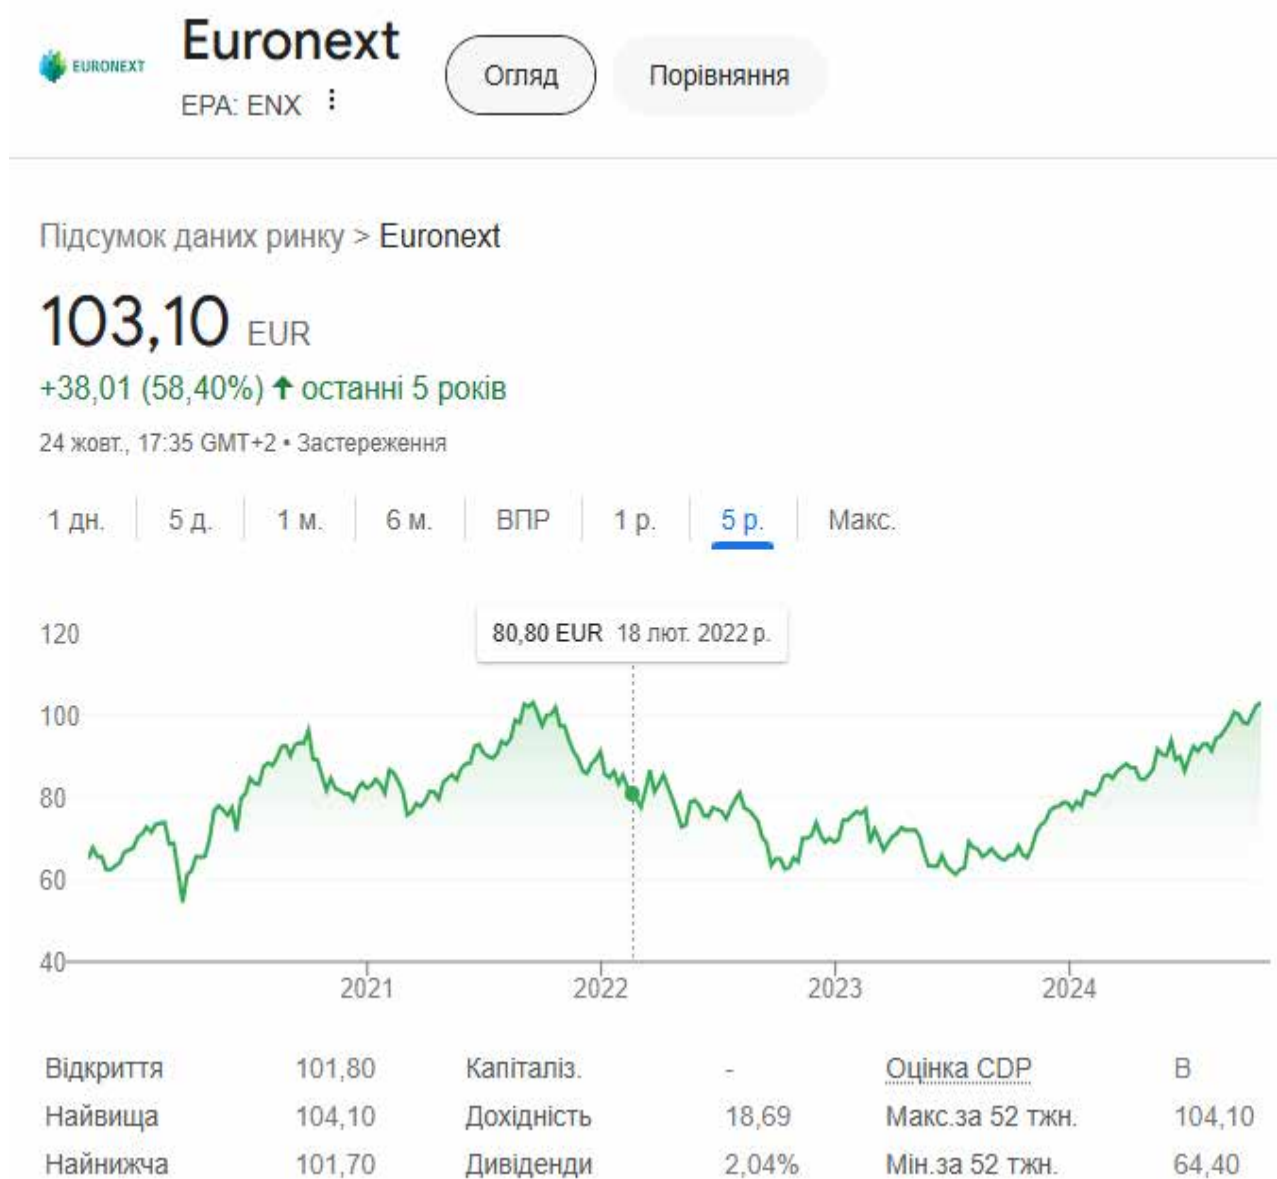 EURONEXT
Euronext
EPA: ENX
Огляд
Порівняння
Підсумок даних ринку > Euronext
103,10 EUR
+38,01 (58,40%) ↑ останні 5 років
24 жовт., 17:35 GMT+2 • Застереження
1 дн. 5 д. 1 м. 6 м. ВПР 1 р. 5 р. Макс.
80,80 EUR 18 лют. 2022 р.
120
100
80
60
40
2021 2022 2023 2024
Відкриття 101,80 Капіталіз. - Оцінка CDP B
Найвища 104,10 Дохідність 18,69 Макс.за 52 тжн. 104,10
Найнижча 101,70 Дивіденди 2,04% Мін.за 52 тжн. 64,40